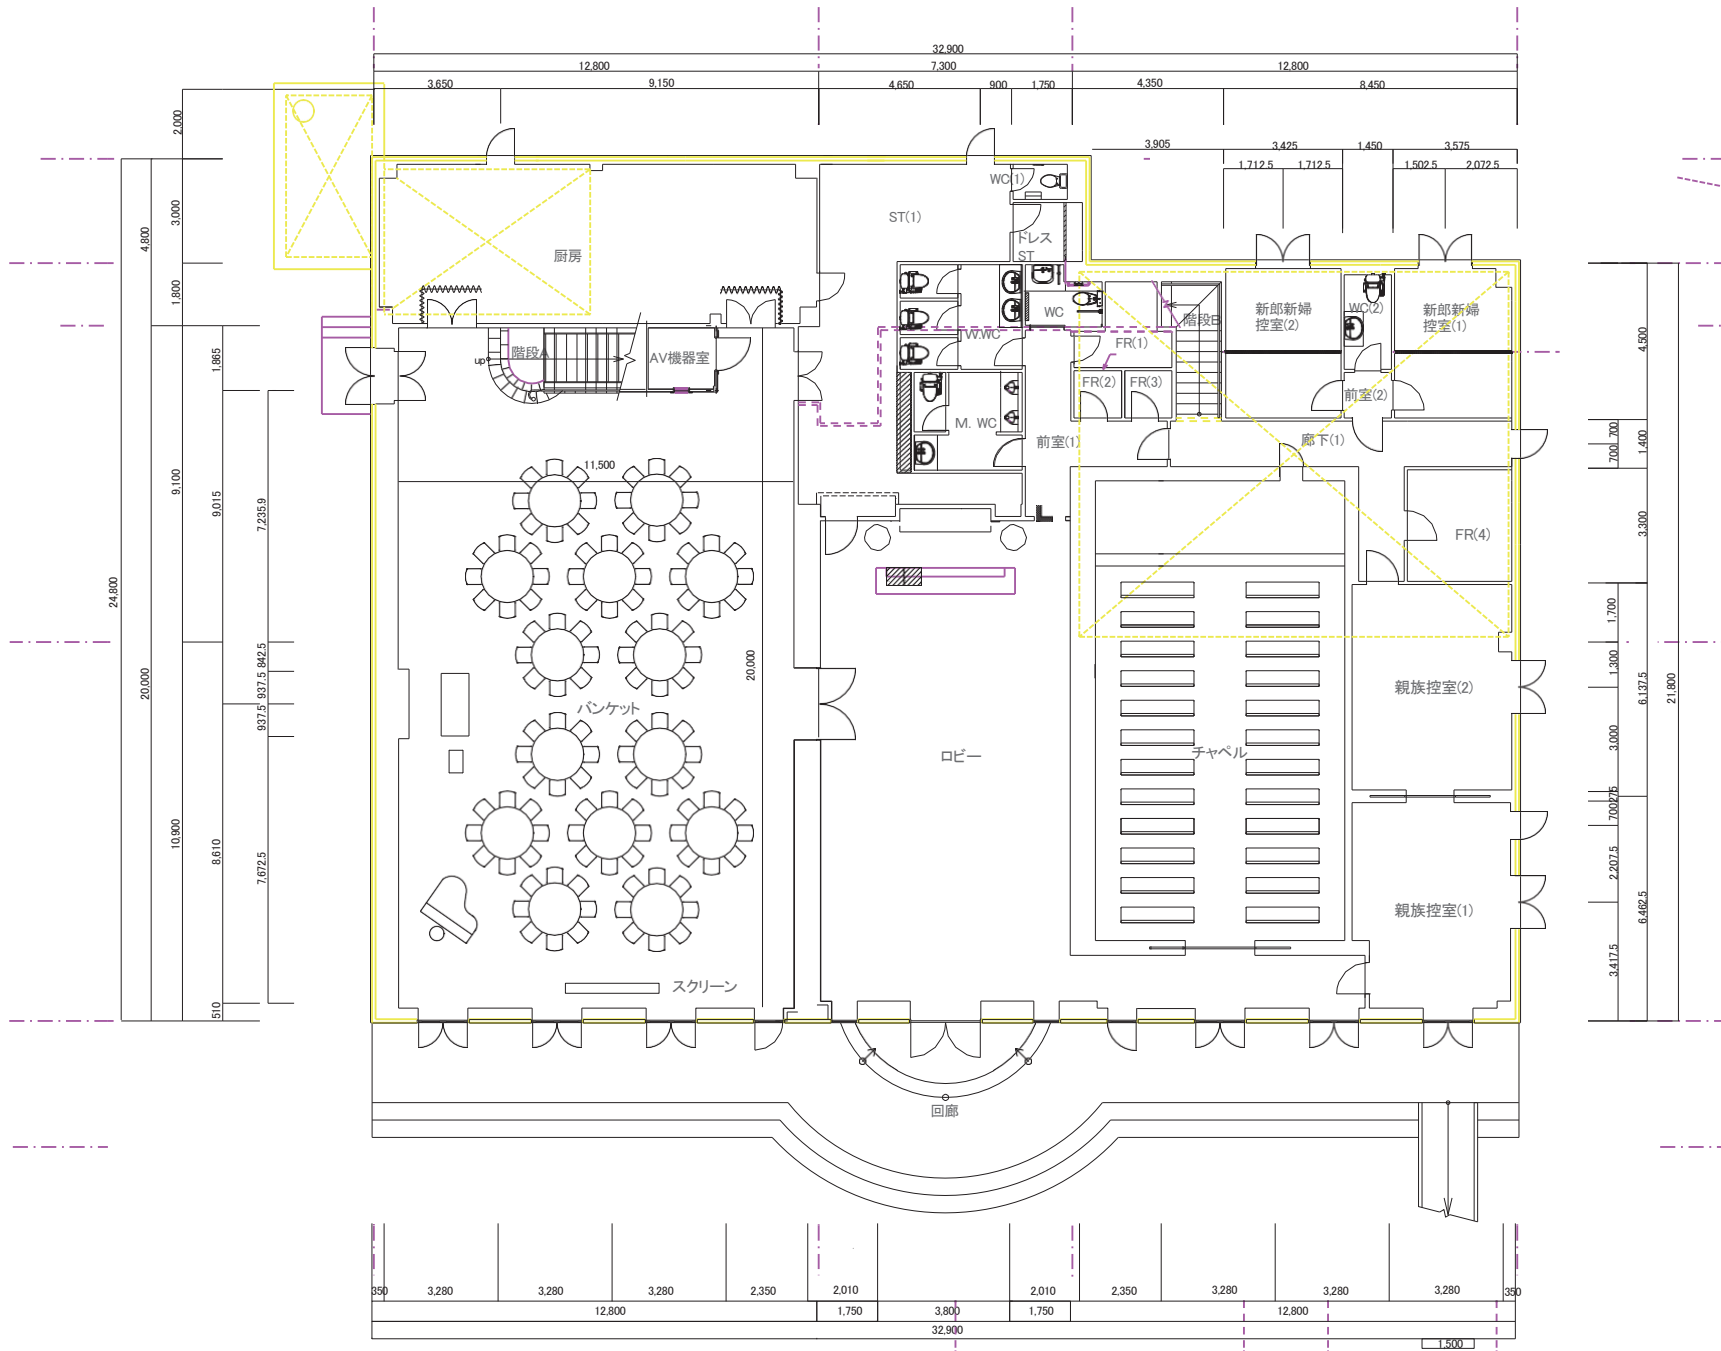 32,900
12,800
7,300
12,800
3,650
9,150
4,650
900
1,750
4,350
8,450
3,905
3,425
1,450
3,575
1,712.5
1,712.5
1,502.5
2,072.5
2,000
3,000
4,800
1,800
1,865
9,100
9,015
7,235.9
24,800
20,000
842.5
937.5
937.5
10,900
8,610
7,672.5
510
WC(1)
ST(1)
ドレス
ST
厨房
WC
W.WC
階段B
新郎新婦
控室(2)
WC(2)
新郎新婦
控室(1)
up
階段A
AV機器室
FR(1)
FR(2)
FR(3)
前室(2)
M. WC
前室(1)
廊下(1)
11,500
FR(4)
20,000
バンケット
親族控室(2)
ロビー
チャペル
親族控室(1)
スクリーン
回廊
4,500
700
700
1,400
3,300
1,700
1,300
6,137.5
21,800
3,000
275
700
2,207.5
6,462.5
3,417.5
350
3,280
3,280
3,280
2,350
2,010
2,010
2,350
3,280
3,280
3,280
350
12,800
1,750
3,800
1,750
12,800
32,900
1,500